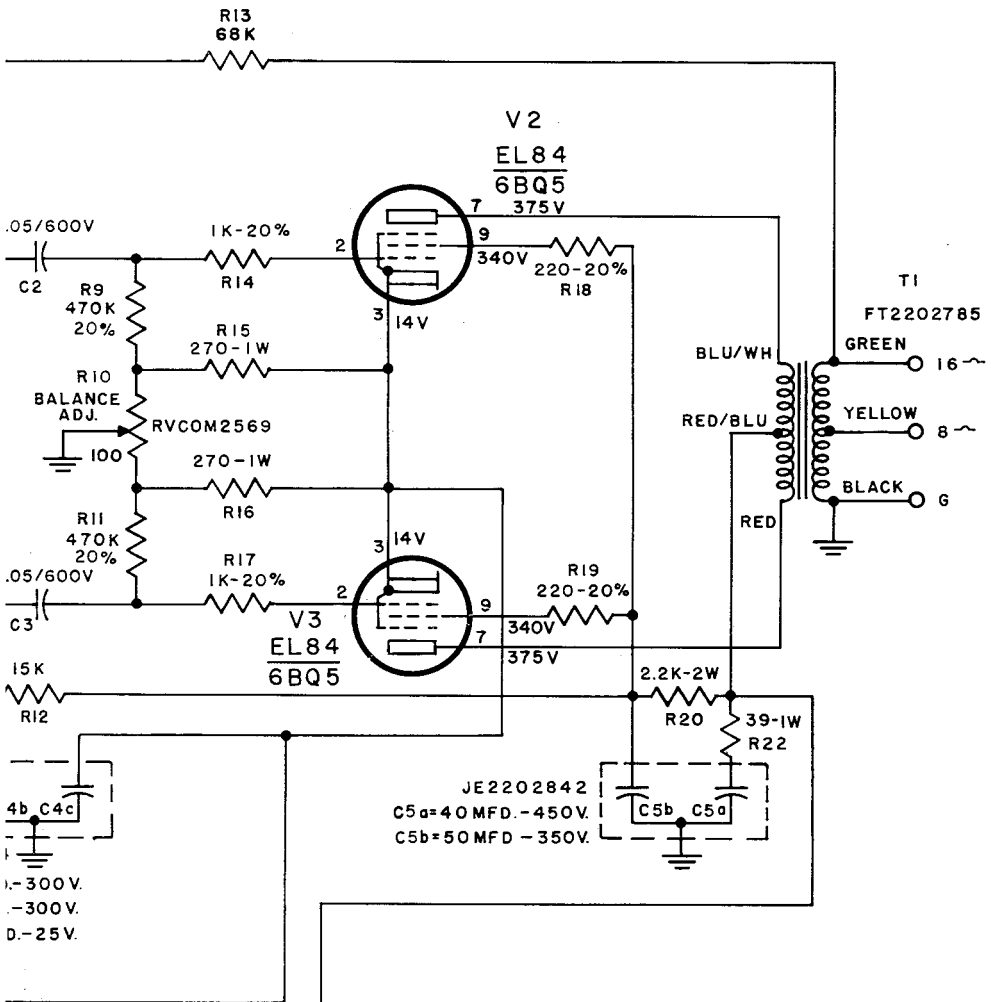 R13
68K
V2
EL84
6BQ5
7
375V
.05/600V
C2
1K-20%
R14
2
9
340V
220-20%
R18
R9
470K
20%
3
14V
T1
FT2202785
R15
270-1W
BLU/WH
GREEN
16~
R10
BALANCE
ADJ.
RVCOM2569
100
RED/BLU
YELLOW
8~
270-1W
R16
BLACK
G
RED
R11
470K
20%
3
14V
.05/600V
C3
R17
1K-20%
2
V3
EL84
6BQ5
9
340V
7
375V
R19
220-20%
15K
R12
2.2K-2W
R20
39-1W
R22
4b
C4c
JE2202842
C5a=40MFD.-450V.
C5b=50MFD-350V.
C5b
C5a
.-300V.
.-300V.
D.-25V.